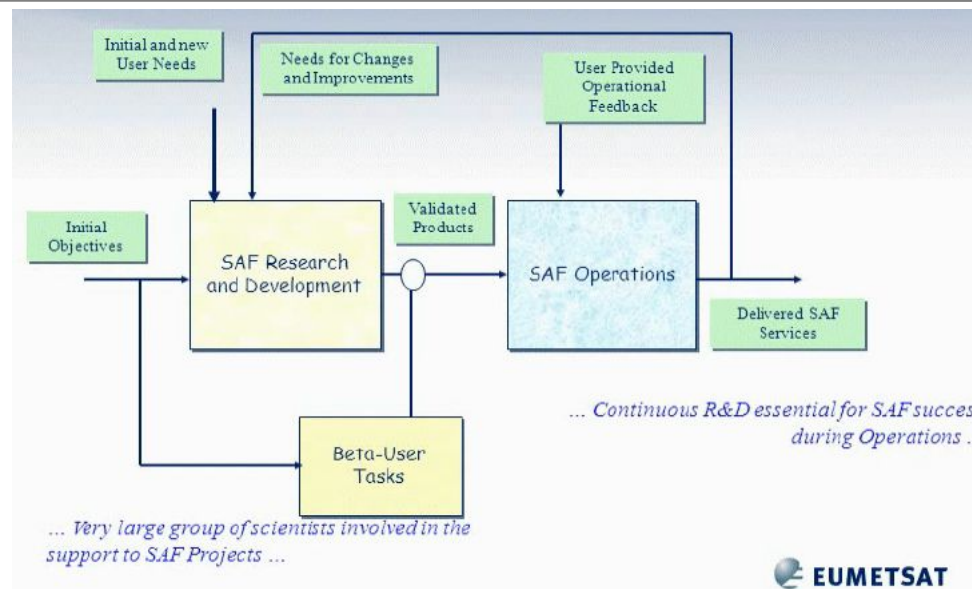 Initial and new
User Needs
Needs for Changes
and Improvements
User Provided
Operational
Feedback
Initial
Objectives
SAF Research
and Development
Validated
Products
SAF Operations
Delivered SAF
Services
... Continuous R&D essential for SAF succes
during Operations ..
Beta-User
Tasks
... Very large group of scientists involved in the
support to SAF Projects ...
EUMETSAT